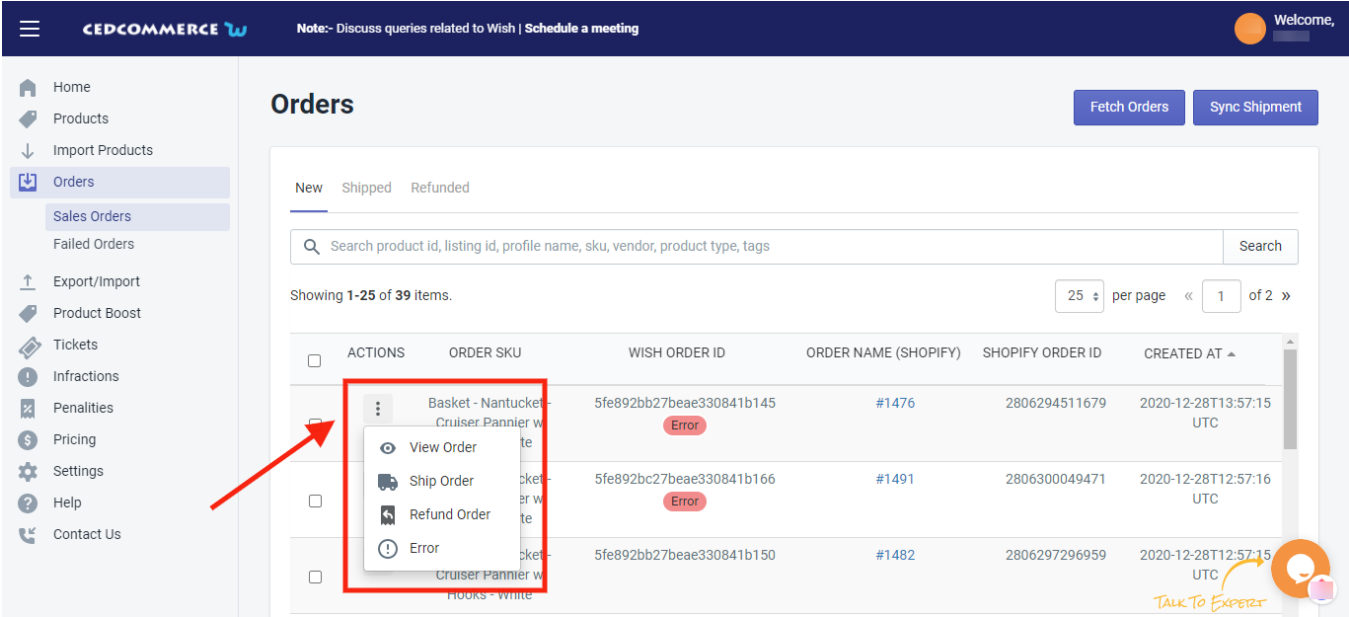 CEDCOMMERCE
Note:- Discuss queries related to Wish | Schedule a meeting
Welcome,
Home
Products
Import Products
Orders
Sales Orders
Failed Orders
Export/Import
Product Boost
Tickets
Infractions
Penalities
Pricing
Settings
Help
Contact Us
Orders
Fetch Orders
Sync Shipment
New Shipped Refunded
Search product id, listing id, profile name, sku, vendor, product type, tags
Search
Showing 1-25 of 39 items.
25 per page « 1 of 2 »
ACTIONS ORDER SKU WISH ORDER ID ORDER NAME (SHOPIFY) SHOPIFY ORDER ID CREATED AT
Basket - Nantucket - 5fe892bb27beae330841b145 #1476 2806294511679 2020-12-28T13:57:15
Cruiser Pannier w Error UTC
te
View Order
Ship Order
Refund Order
Error
cket - 5fe892bc27beae330841b166 #1491 2806300049471 2020-12-28T12:57:16
er w Error UTC
te
cket - 5fe892bb27beae330841b150 #1482 2806297296959 2020-12-28T12:57:15
Cruiser Pannier w UTC
Hooks - White
TALK TO EXPERT